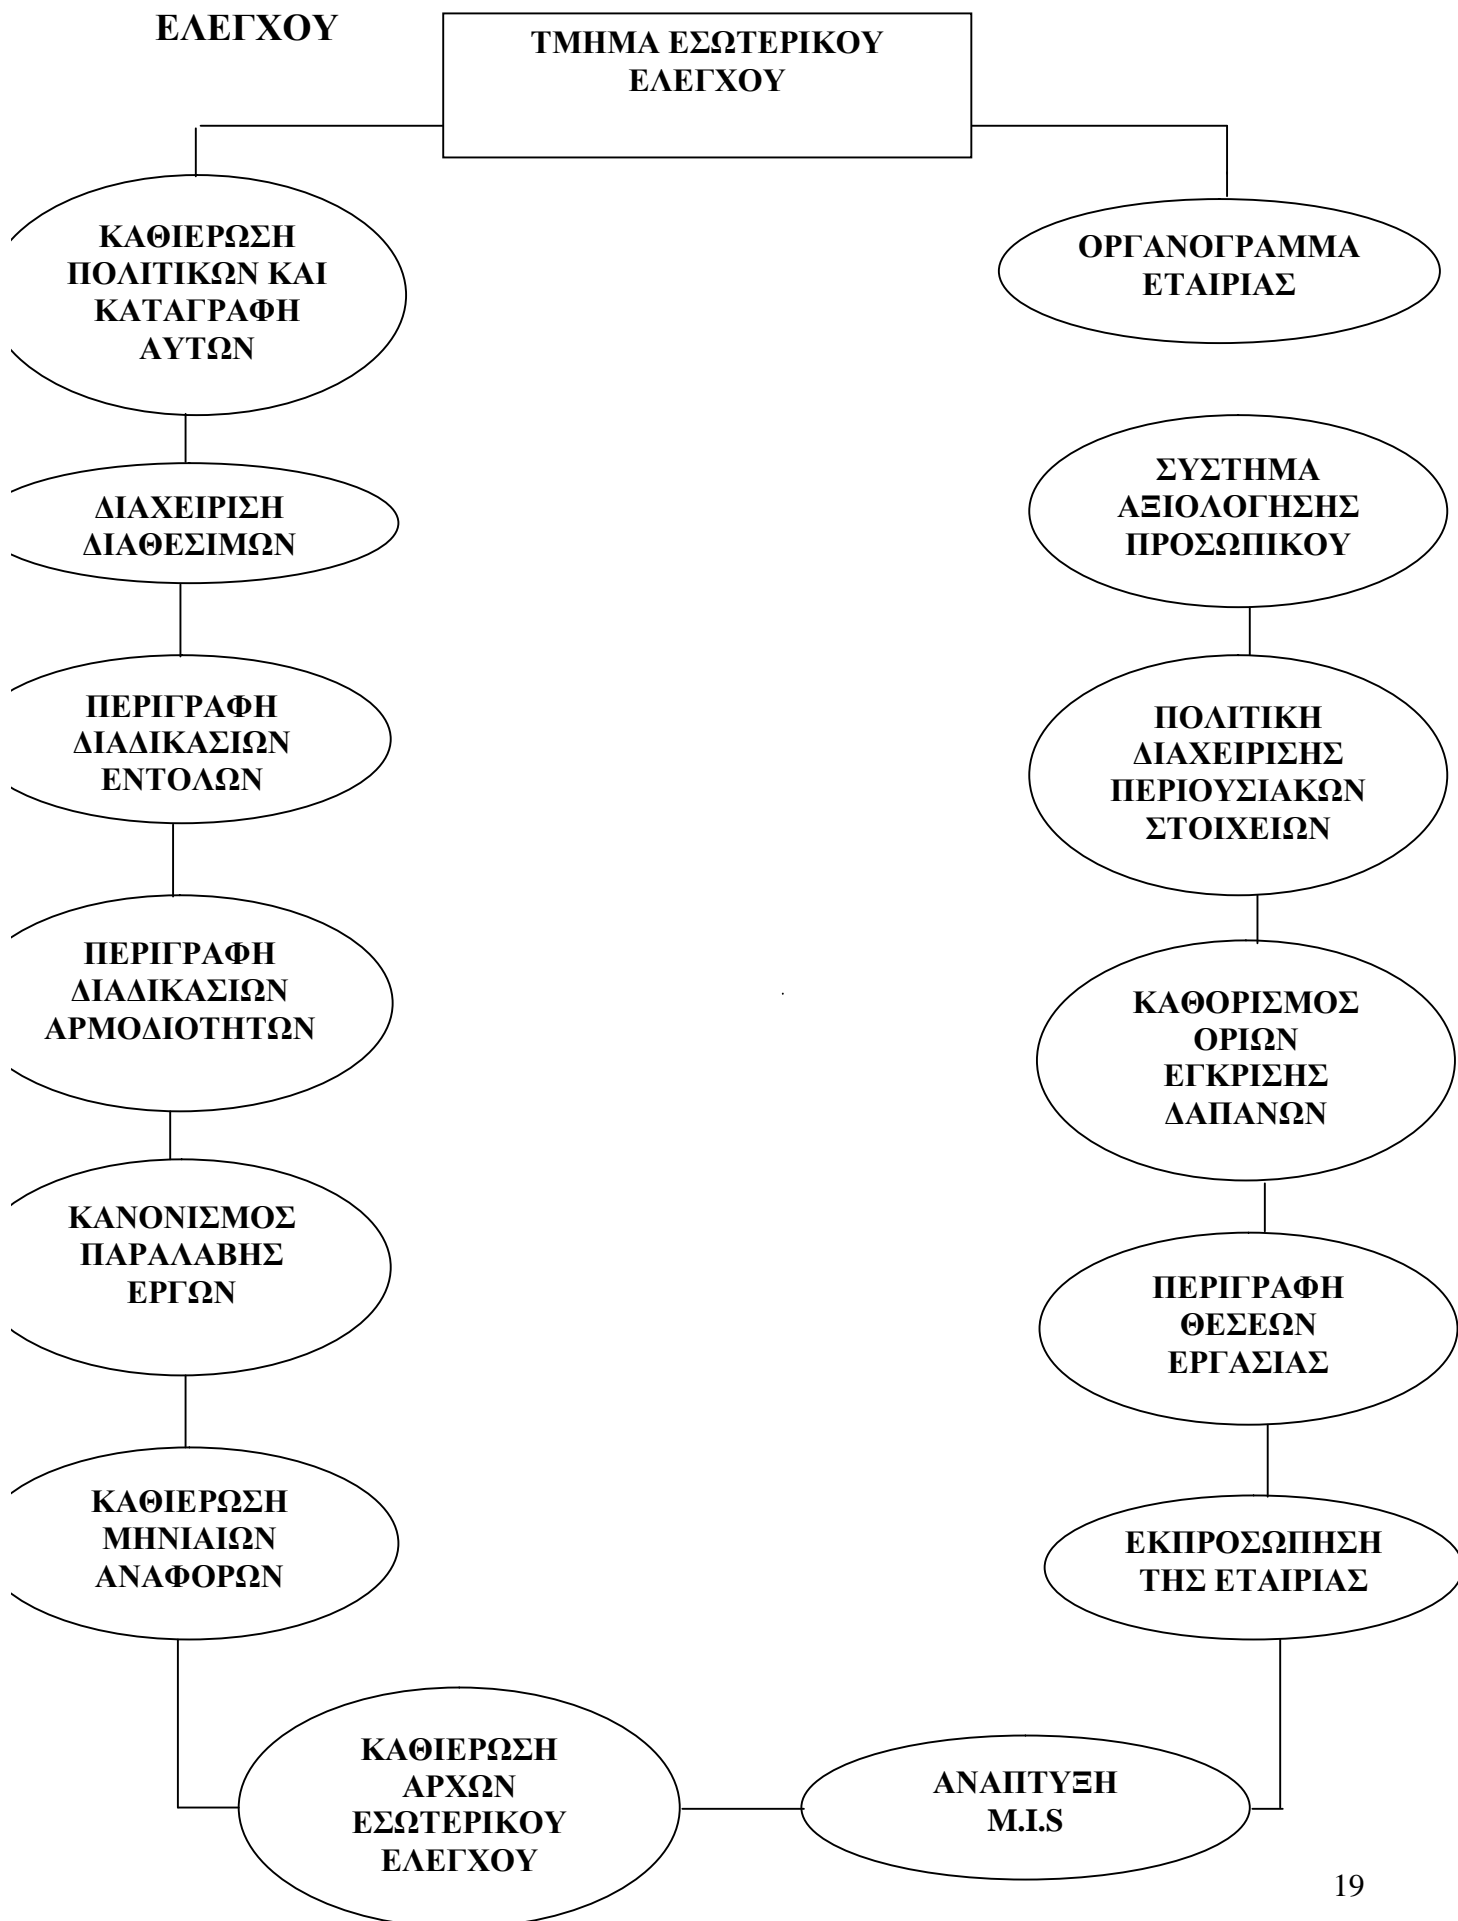 ΕΛΕΓΧΟΥ
ΤΜΗΜΑ ΕΣΩΤΕΡΙΚΟΥ
ΕΛΕΓΧΟΥ
ΚΑΘΙΕΡΩΣΗ
ΠΟΛΙΤΙΚΩΝ ΚΑΙ
ΚΑΤΑΓΡΑΦΗ
ΑΥΤΩΝ
ΔΙΑΧΕΙΡΙΣΗ
ΔΙΑΘΕΣΙΜΩΝ
ΠΕΡΙΓΡΑΦΗ
ΔΙΑΔΙΚΑΣΙΩΝ
ΕΝΤΟΛΩΝ
ΠΕΡΙΓΡΑΦΗ
ΔΙΑΔΙΚΑΣΙΩΝ
ΑΡΜΟΔΙΟΤΗΤΩΝ
ΚΑΝΟΝΙΣΜΟΣ
ΠΑΡΑΛΑΒΗΣ
ΕΡΓΩΝ
ΚΑΘΙΕΡΩΣΗ
ΜΗΝΙΑΙΩΝ
ΑΝΑΦΟΡΩΝ
ΚΑΘΙΕΡΩΣΗ
ΑΡΧΩΝ
ΕΣΩΤΕΡΙΚΟΥ
ΕΛΕΓΧΟΥ
ΟΡΓΑΝΟΓΡΑΜΜΑ
ΕΤΑΙΡΙΑΣ
ΣΥΣΤΗΜΑ
ΑΞΙΟΛΟΓΗΣΗΣ
ΠΡΟΣΩΠΙΚΟΥ
ΠΟΛΙΤΙΚΗ
ΔΙΑΧΕΙΡΙΣΗΣ
ΠΕΡΙΟΥΣΙΑΚΩΝ
ΣΤΟΙΧΕΙΩΝ
ΚΑΘΟΡΙΣΜΟΣ
ΟΡΙΩΝ
ΕΓΚΡΙΣΗΣ
ΔΑΠΑΝΩΝ
ΠΕΡΙΓΡΑΦΗ
ΘΕΣΕΩΝ
ΕΡΓΑΣΙΑΣ
ΕΚΠΡΟΣΩΠΗΣΗ
ΤΗΣ ΕΤΑΙΡΙΑΣ
ΑΝΑΠΤΥΞΗ
M.I.S
19